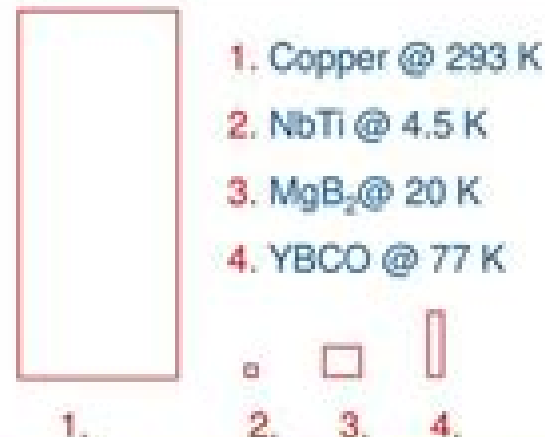 1. Copper @ 293 K
2. NbTi @ 4.5 K
3. MgB₂@ 20 K
4. YBCO @ 77 K
1. 2. 3. 4.